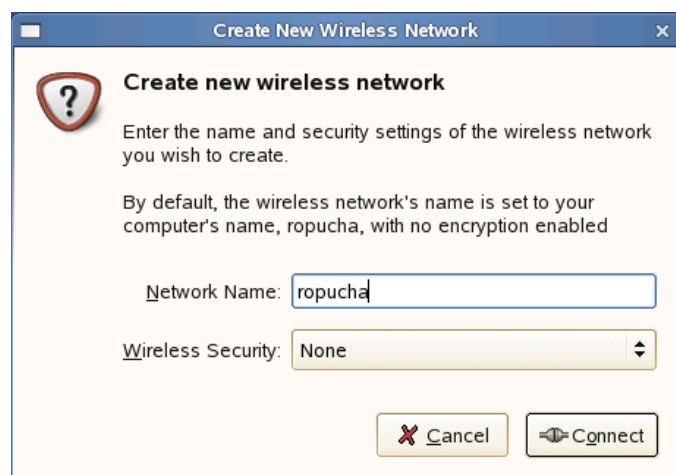 Create New Wireless Network
Create new wireless network
Enter the name and security settings of the wireless network
you wish to create.
By default, the wireless network's name is set to your
computer's name, ropucha, with no encryption enabled
Network Name: ropucha
Wireless Security: None
Cancel Connect